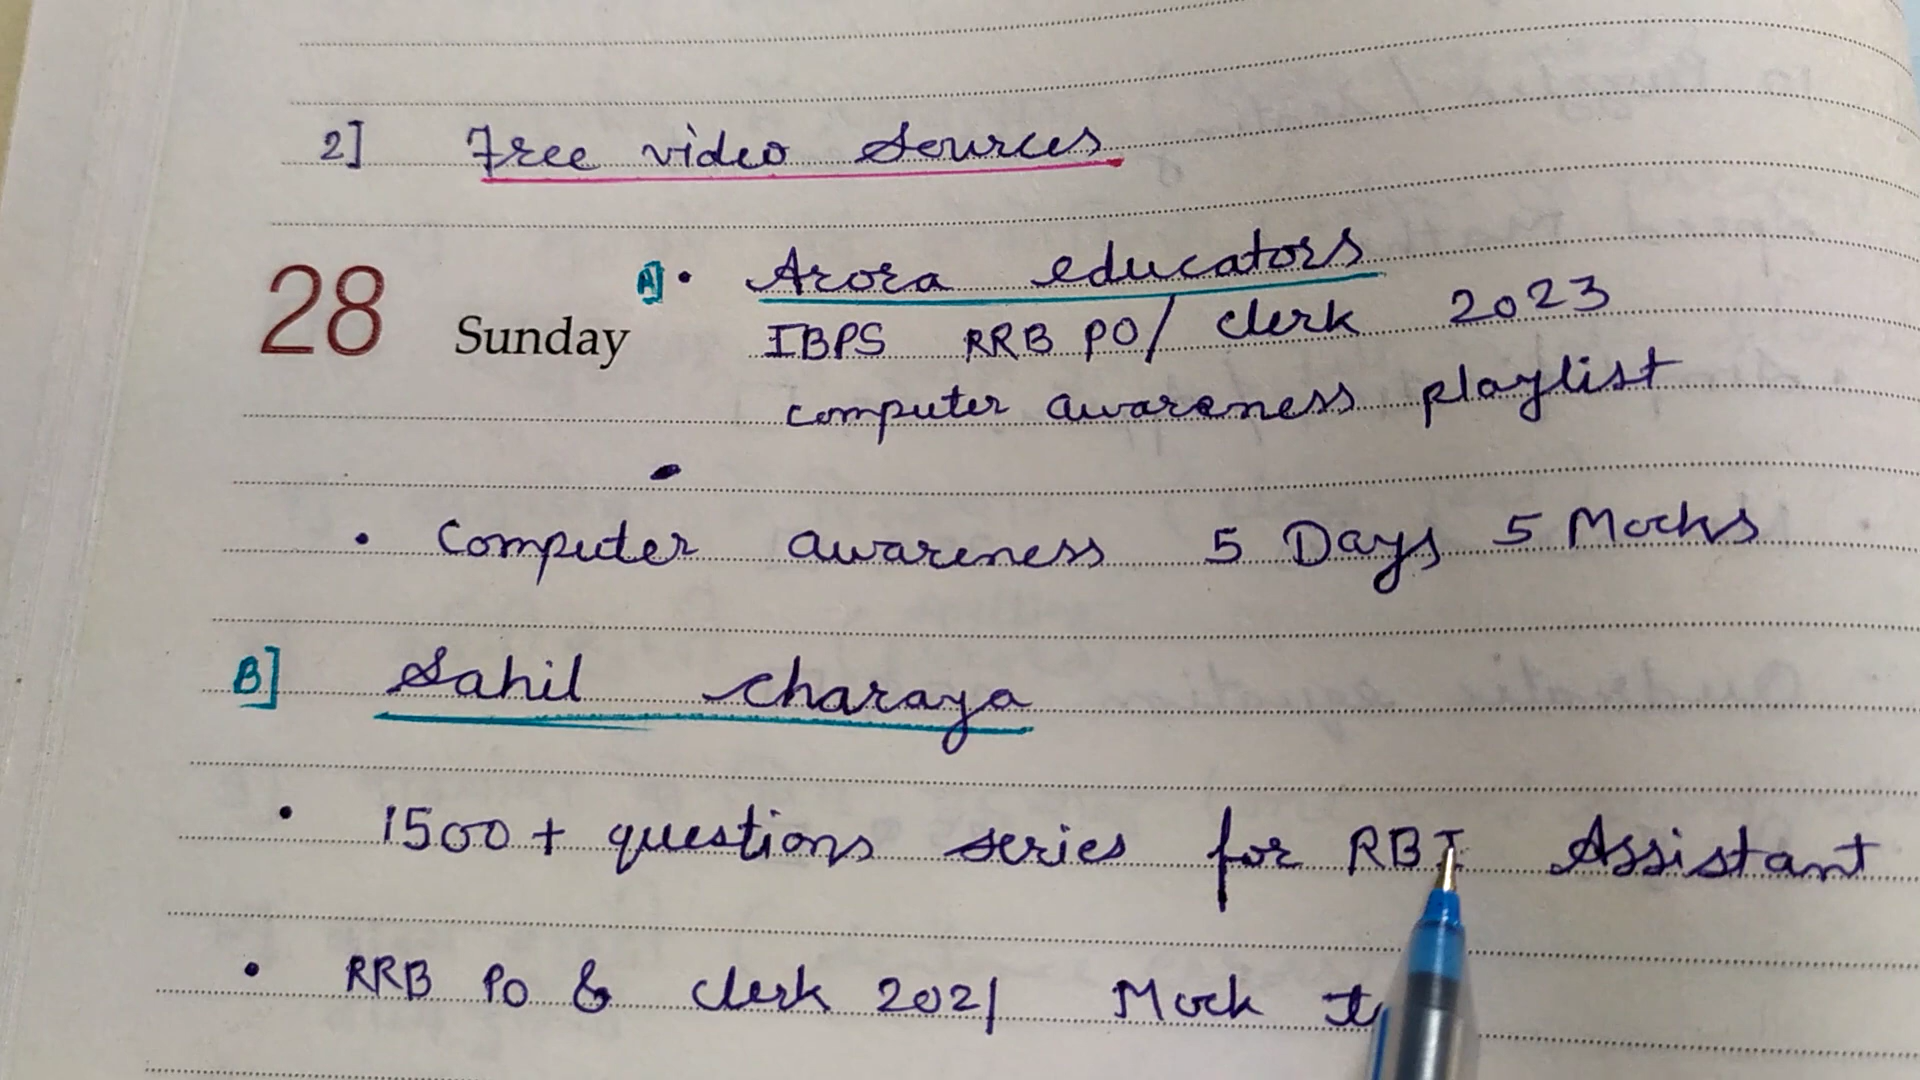 2] Free video Sources
A] • Arora educators
28 Sunday IBPS RRB PO/ Clerk 2023
computer awareness playlist
• Computer awareness 5 Days 5 Mocks
B] Sahil Charaya
• 1500+ questions series for RBI Assistant
• RRB PO & Clerk 2021 Mock